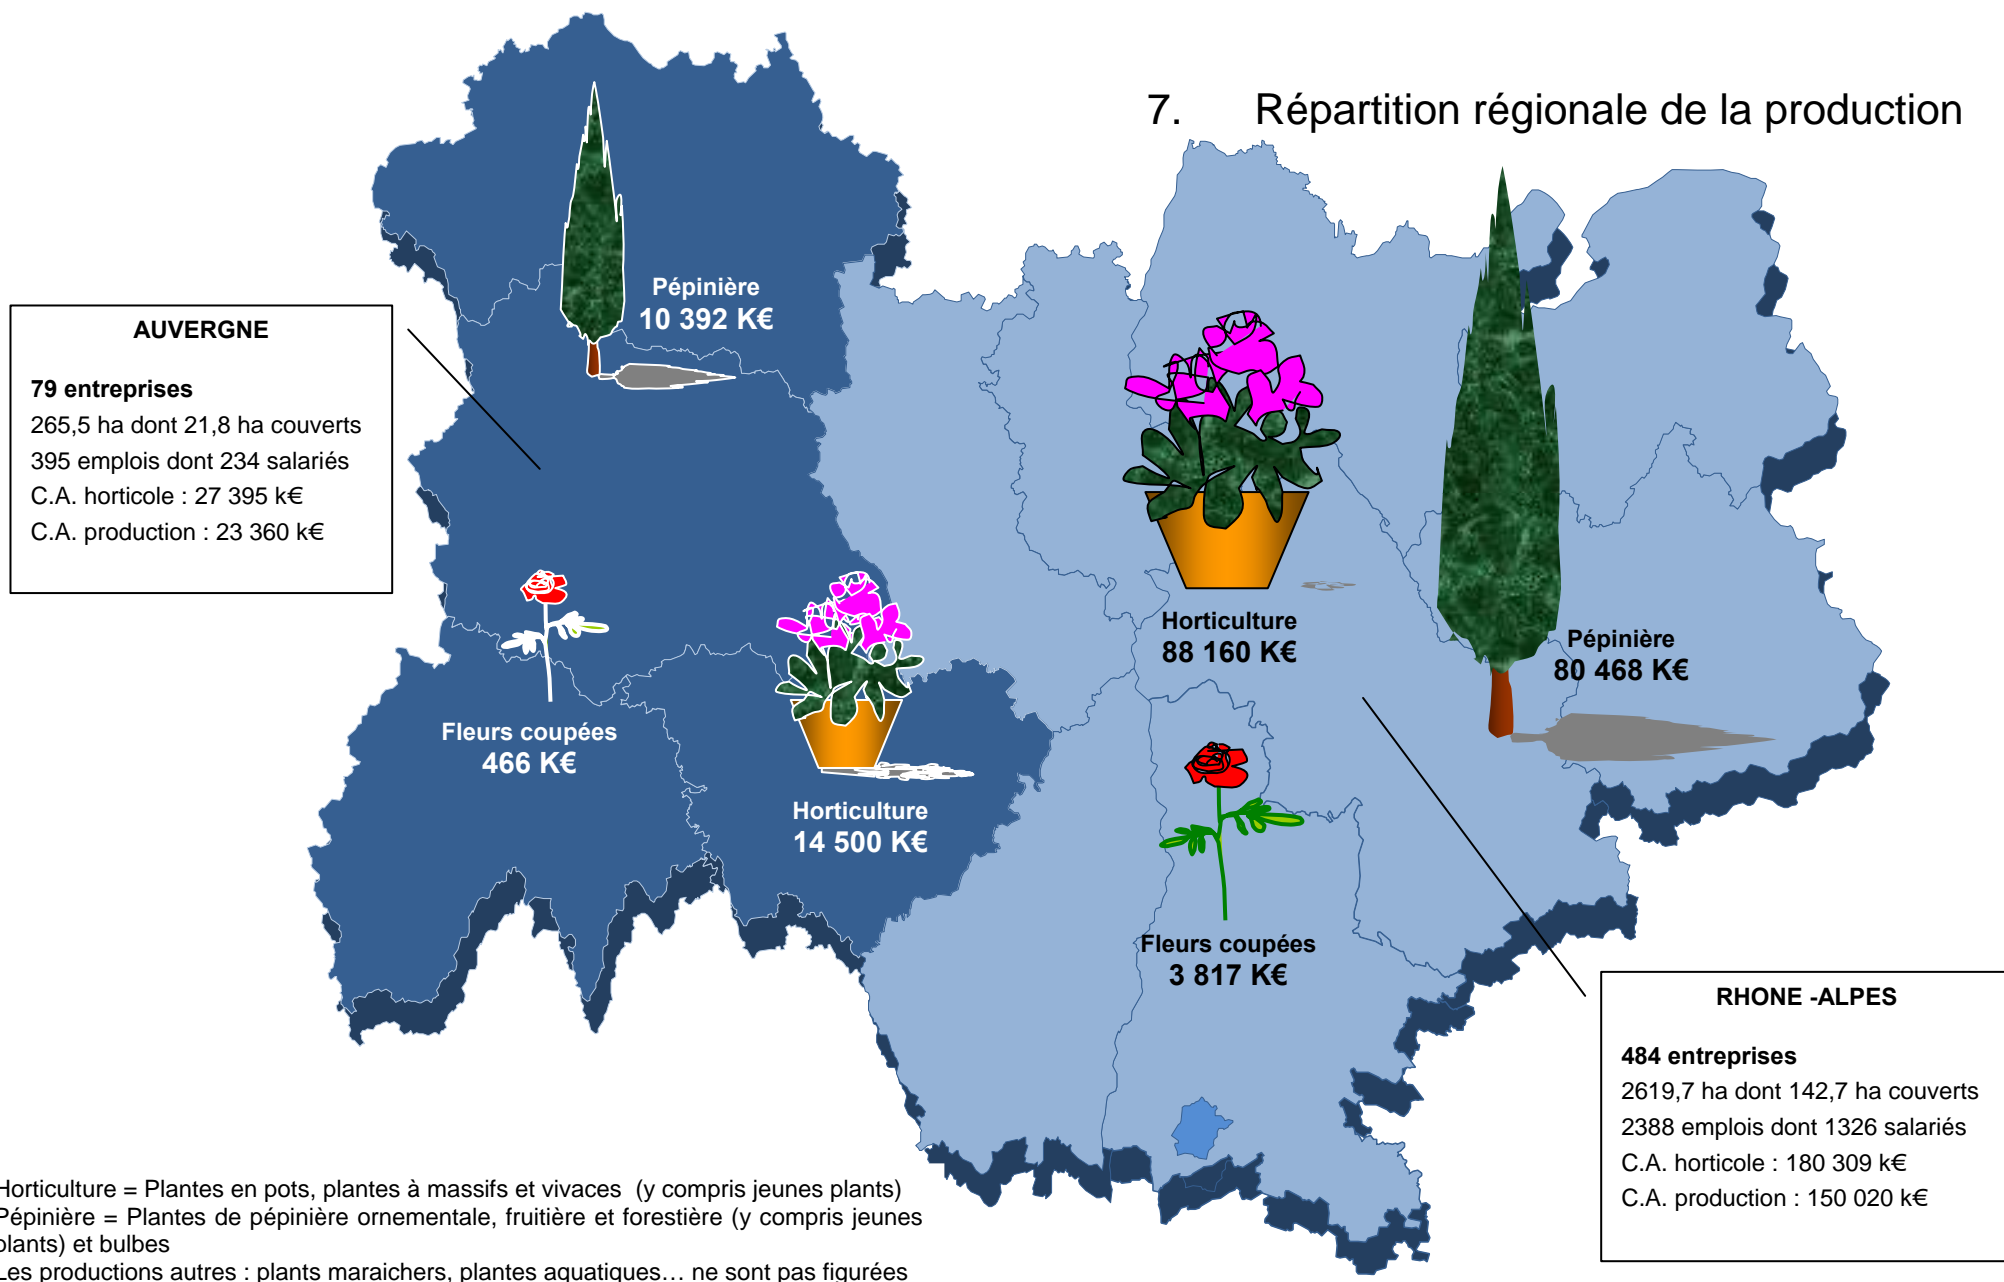 7. Répartition régionale de la production
Pépinière
10 392 K€
AUVERGNE
79 entreprises
265,5 ha dont 21,8 ha couverts
395 emplois dont 234 salariés
C.A. horticole : 27 395 k€
C.A. production : 23 360 k€
Fleurs coupées
466 K€
Horticulture
14 500 K€
Horticulture
88 160 K€
Pépinière
80 468 K€
Fleurs coupées
3 817 K€
RHONE -ALPES
484 entreprises
2619,7 ha dont 142,7 ha couverts
2388 emplois dont 1326 salariés
C.A. horticole : 180 309 k€
C.A. production : 150 020 k€
Horticulture = Plantes en pots, plantes à massifs et vivaces (y compris jeunes plants)
Pépinière = Plantes de pépinière ornementale, fruitière et forestière (y compris jeunes
plants) et bulbes
Les productions autres : plants maraichers, plantes aquatiques… ne sont pas figurées